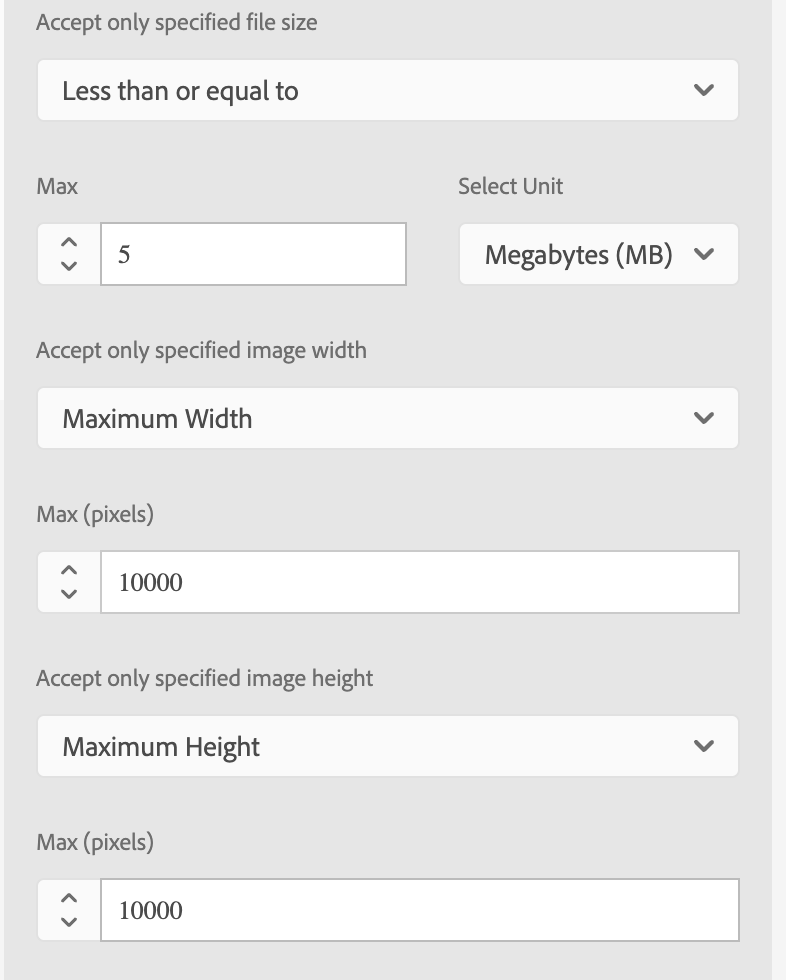 Accept only specified file size
Less than or equal to
Max
Select Unit
5
Megabytes (MB)
Accept only specified image width
Maximum Width
Max (pixels)
10000
Accept only specified image height
Maximum Height
Max (pixels)
10000